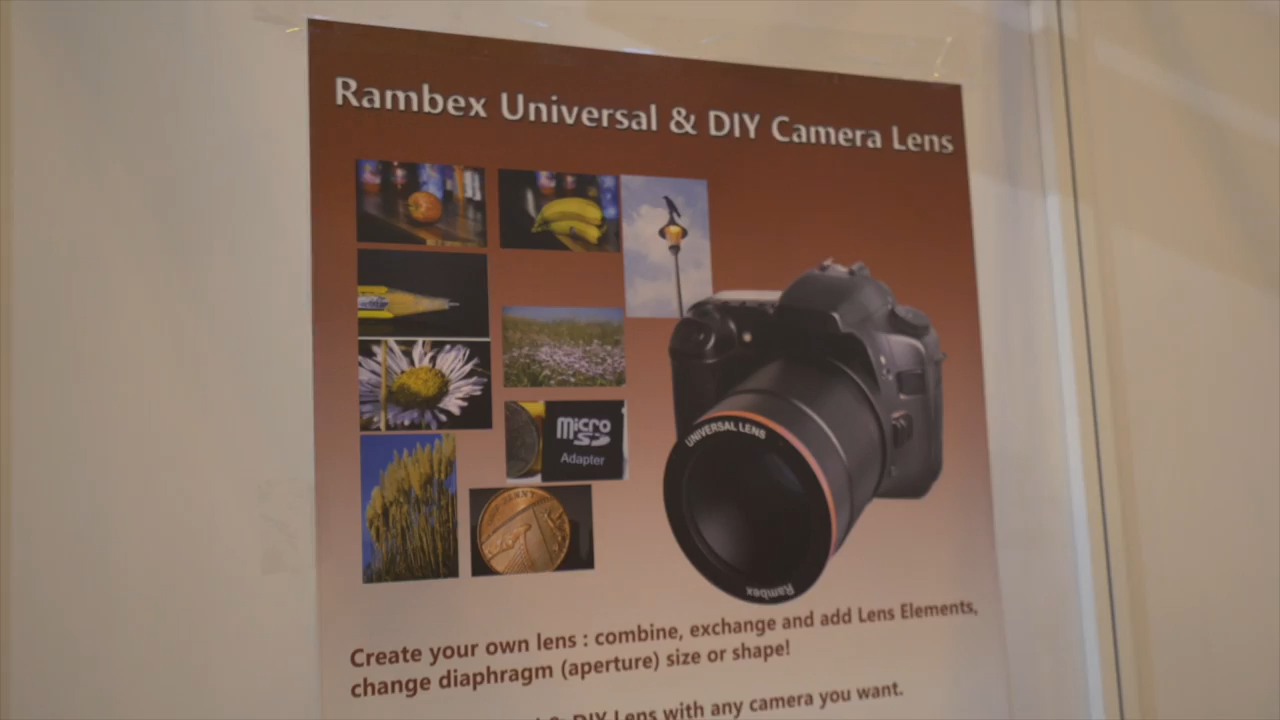 Rambex Universal & DIY Camera Lens
micro
SD
Adapter
UNIVERSAL LENS
Rambex
Create your own lens : combine, exchange and add Lens Elements,
change diaphragm (aperture) size or shape!
& DIY Lens with any camera you want.